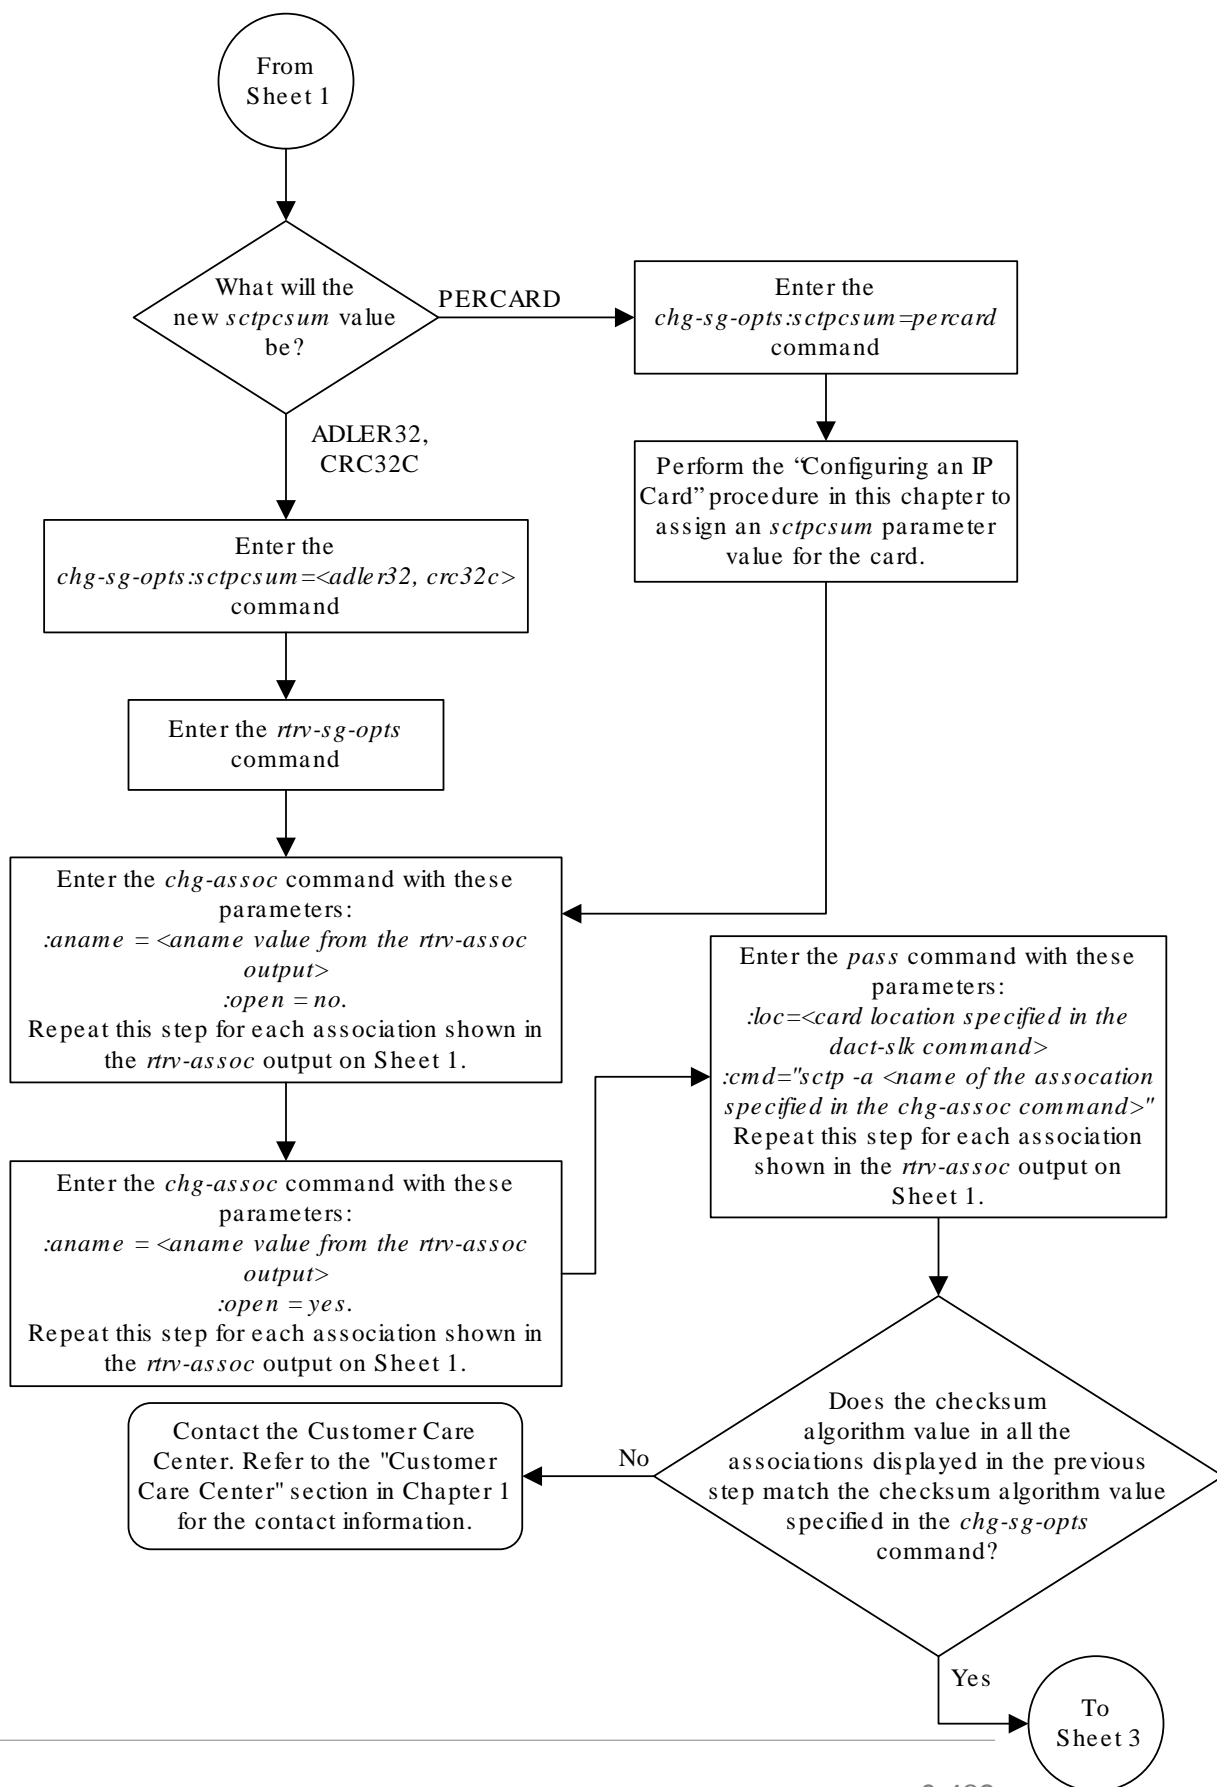 From
Sheet 1
What will the
new sctpcsum value
be?
PERCARD
Enter the
chg-sg-opts:sctpcsum=percard
command
ADLER32,
CRC32C
Perform the “Configuring an IP
Card” procedure in this chapter to
assign an sctpcsum parameter
value for the card.
Enter the
chg-sg-opts:sctpcsum=<adler32, crc32c>
command
Enter the rtrv-sg-opts
command
Enter the chg-assoc command with these
parameters:
:aname = <aname value from the rtrv-assoc
output>
:open = no.
Repeat this step for each association shown in
the rtrv-assoc output on Sheet 1.
Enter the chg-assoc command with these
parameters:
:aname = <aname value from the rtrv-assoc
output>
:open = yes.
Repeat this step for each association shown in
the rtrv-assoc output on Sheet 1.
Enter the pass command with these
parameters:
:loc=<card location specified in the
dact-slk command>
:cmd="sctp -a <name of the assocation
specified in the chg-assoc command>"
Repeat this step for each association
shown in the rtrv-assoc output on
Sheet 1.
Does the checksum
algorithm value in all the
associations displayed in the previous
step match the checksum algorithm value
specified in the chg-sg-opts
command?
No
Contact the Customer Care
Center. Refer to the "Customer
Care Center" section in Chapter 1
for the contact information.
Yes
To
Sheet 3